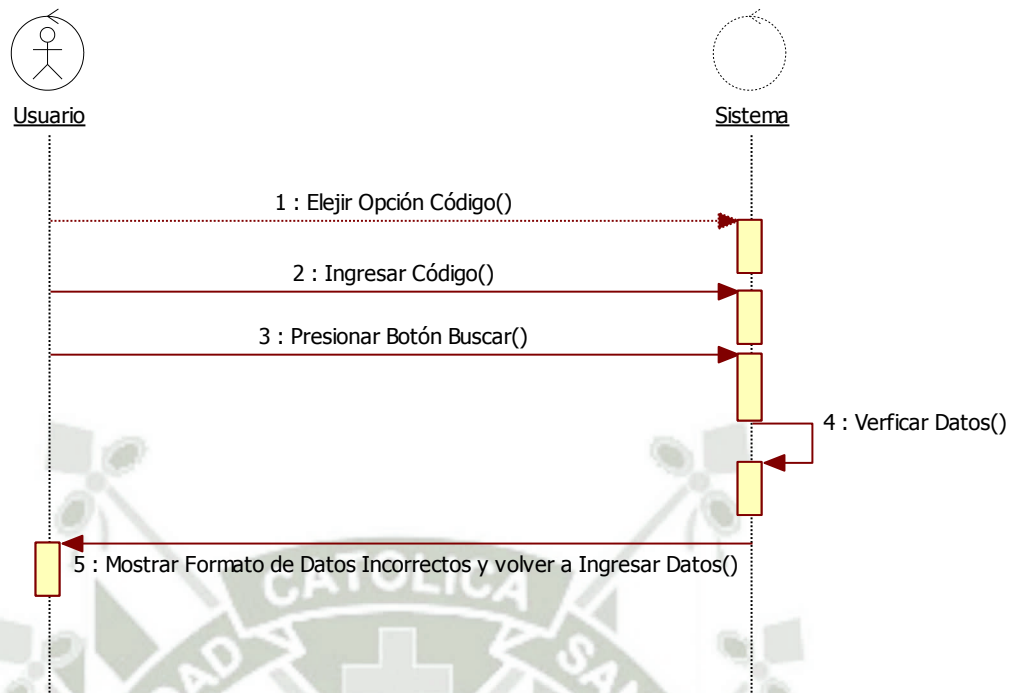 Usuario
Sistema
1 : Elejir Opción Código()
2 : Ingresar Código()
3 : Presionar Botón Buscar()
4 : Verficar Datos()
5 : Mostrar Formato de Datos Incorrectos y volver a Ingresar Datos()
CATOLICA